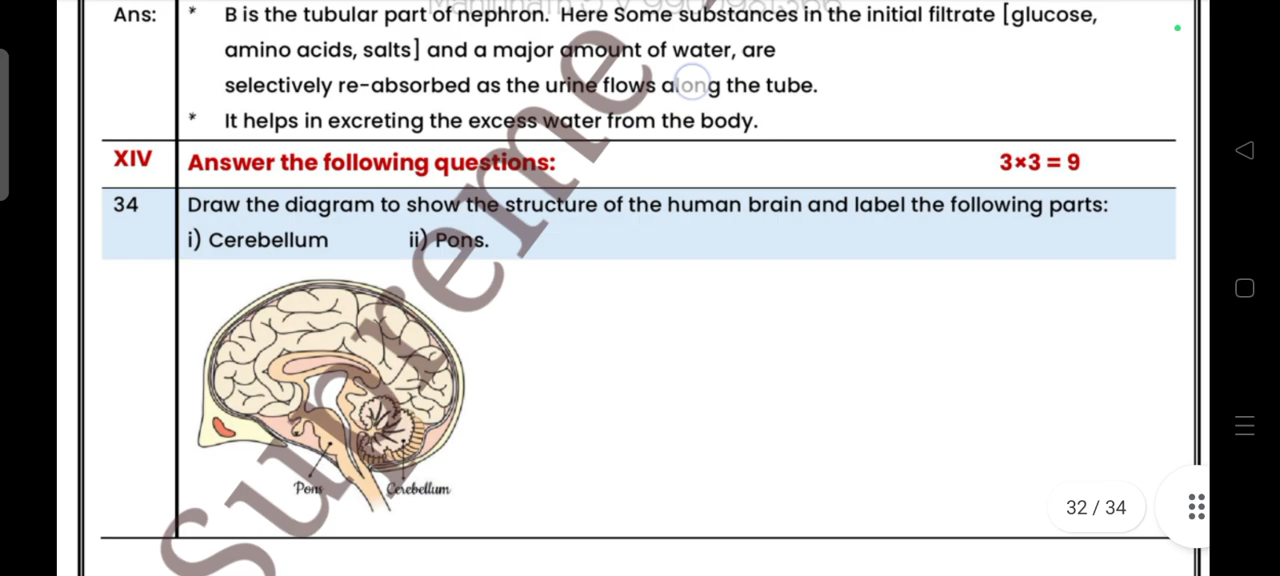 Ans: * B is the tubular part of nephron. Here Some substances in the initial filtrate [glucose,
amino acids, salts] and a major amount of water, are
selectively re-absorbed as the urine flows along the tube.
* It helps in excreting the excess water from the body.
XIV Answer the following questions: 3×3 = 9
34 Draw the diagram to show the structure of the human brain and label the following parts:
i) Cerebellum ii) Pons.
Pons Cerebellum
Supreme
32 / 34